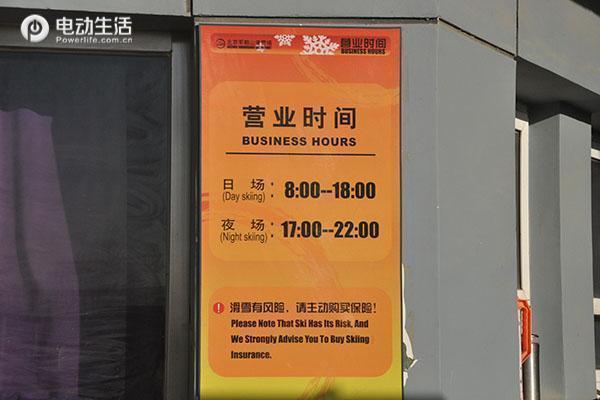 电动生活
Powerlife.com.cn
营业时间
BUSINESS HOURS
营业时间
BUSINESS HOURS
日 场: 8:00--18:00
(Day skiing)
夜 场: 17:00--22:00
(Night skiing)
滑雪有风险，请主动购买保险！
Please Note That Ski Has Its Risk, And
We Strongly Advise You To Buy Skiing
Insurance.